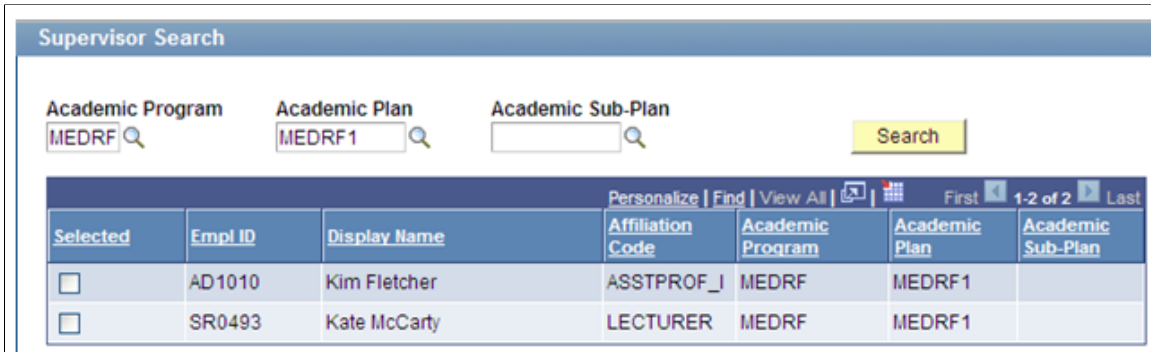 Supervisor Search
Academic Program Academic Plan Academic Sub-Plan
MEDRF MEDRF1 Search
Personalize | Find | View All | | First 1-2 of 2 Last
Selected Empl ID Display Name Affiliation Code Academic Program Academic Plan Academic Sub-Plan
AD1010 Kim Fletcher ASSTPROF_I MEDRF MEDRF1
SR0493 Kate McCarty LECTURER MEDRF MEDRF1